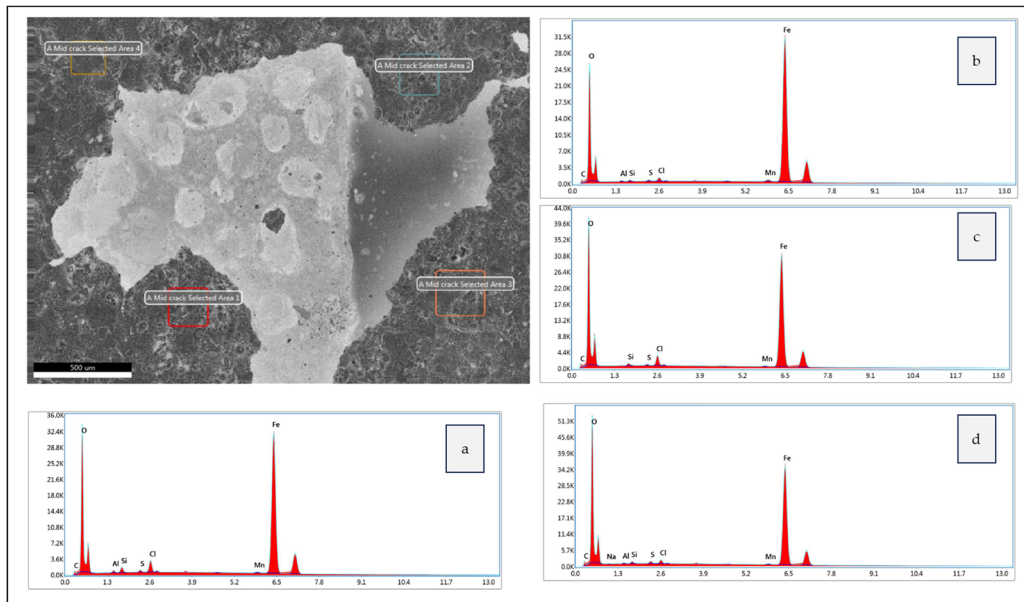 A Mid crack Selected Area 4
A Mid crack Selected Area 2
A Mid crack Selected Area 1
A Mid crack Selected Area 3
500 um
b
31.5K
28.0K
24.5K
21.0K
17.5K
14.0K
10.5K
7.0K
3.5K
0.0K
C O Al Si S Cl Mn Fe
0.0 1.3 2.6 3.9 5.2 6.5 7.8 9.1 10.4 11.7 13.0
c
44.0K
39.6K
35.2K
30.8K
26.4K
22.0K
17.6K
13.2K
8.8K
4.4K
0.0K
C O Si S Cl Mn Fe
0.0 1.3 2.6 3.9 5.2 6.5 7.8 9.1 10.4 11.7 13.0
a
36.0K
32.4K
28.8K
25.2K
21.6K
18.0K
14.4K
10.8K
7.2K
3.6K
0.0K
C O Al Si S Cl Mn Fe
0.0 1.3 2.6 3.9 5.2 6.5 7.8 9.1 10.4 11.7 13.0
d
51.3K
45.6K
39.9K
34.2K
28.5K
22.8K
17.1K
11.4K
5.7K
0.0K
C O Na Al Si S Cl Mn Fe
0.0 1.3 2.6 3.9 5.2 6.5 7.8 9.1 10.4 11.7 13.0